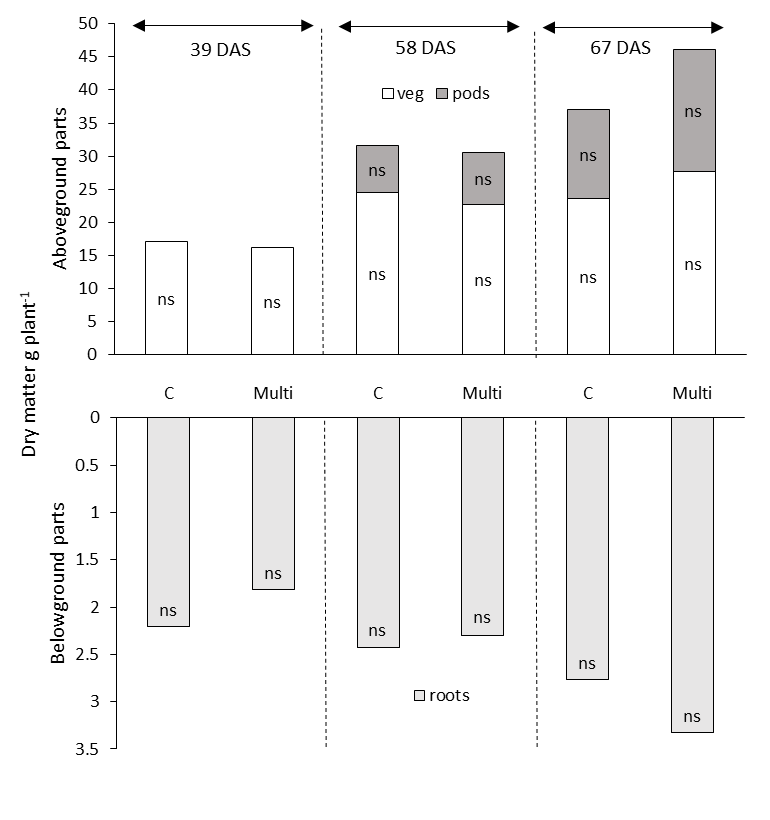 50
45
40
35
30
25
20
15
10
5
0
Aboveground parts
39 DAS
58 DAS
67 DAS
veg pods
ns
ns
ns
ns
ns
ns
ns
ns
ns
ns
C Multi C Multi C Multi
Dry matter g plant-1
0
0.5
1
1.5
2
2.5
3
3.5
Belowground parts
ns
ns
ns
ns
ns
ns
roots